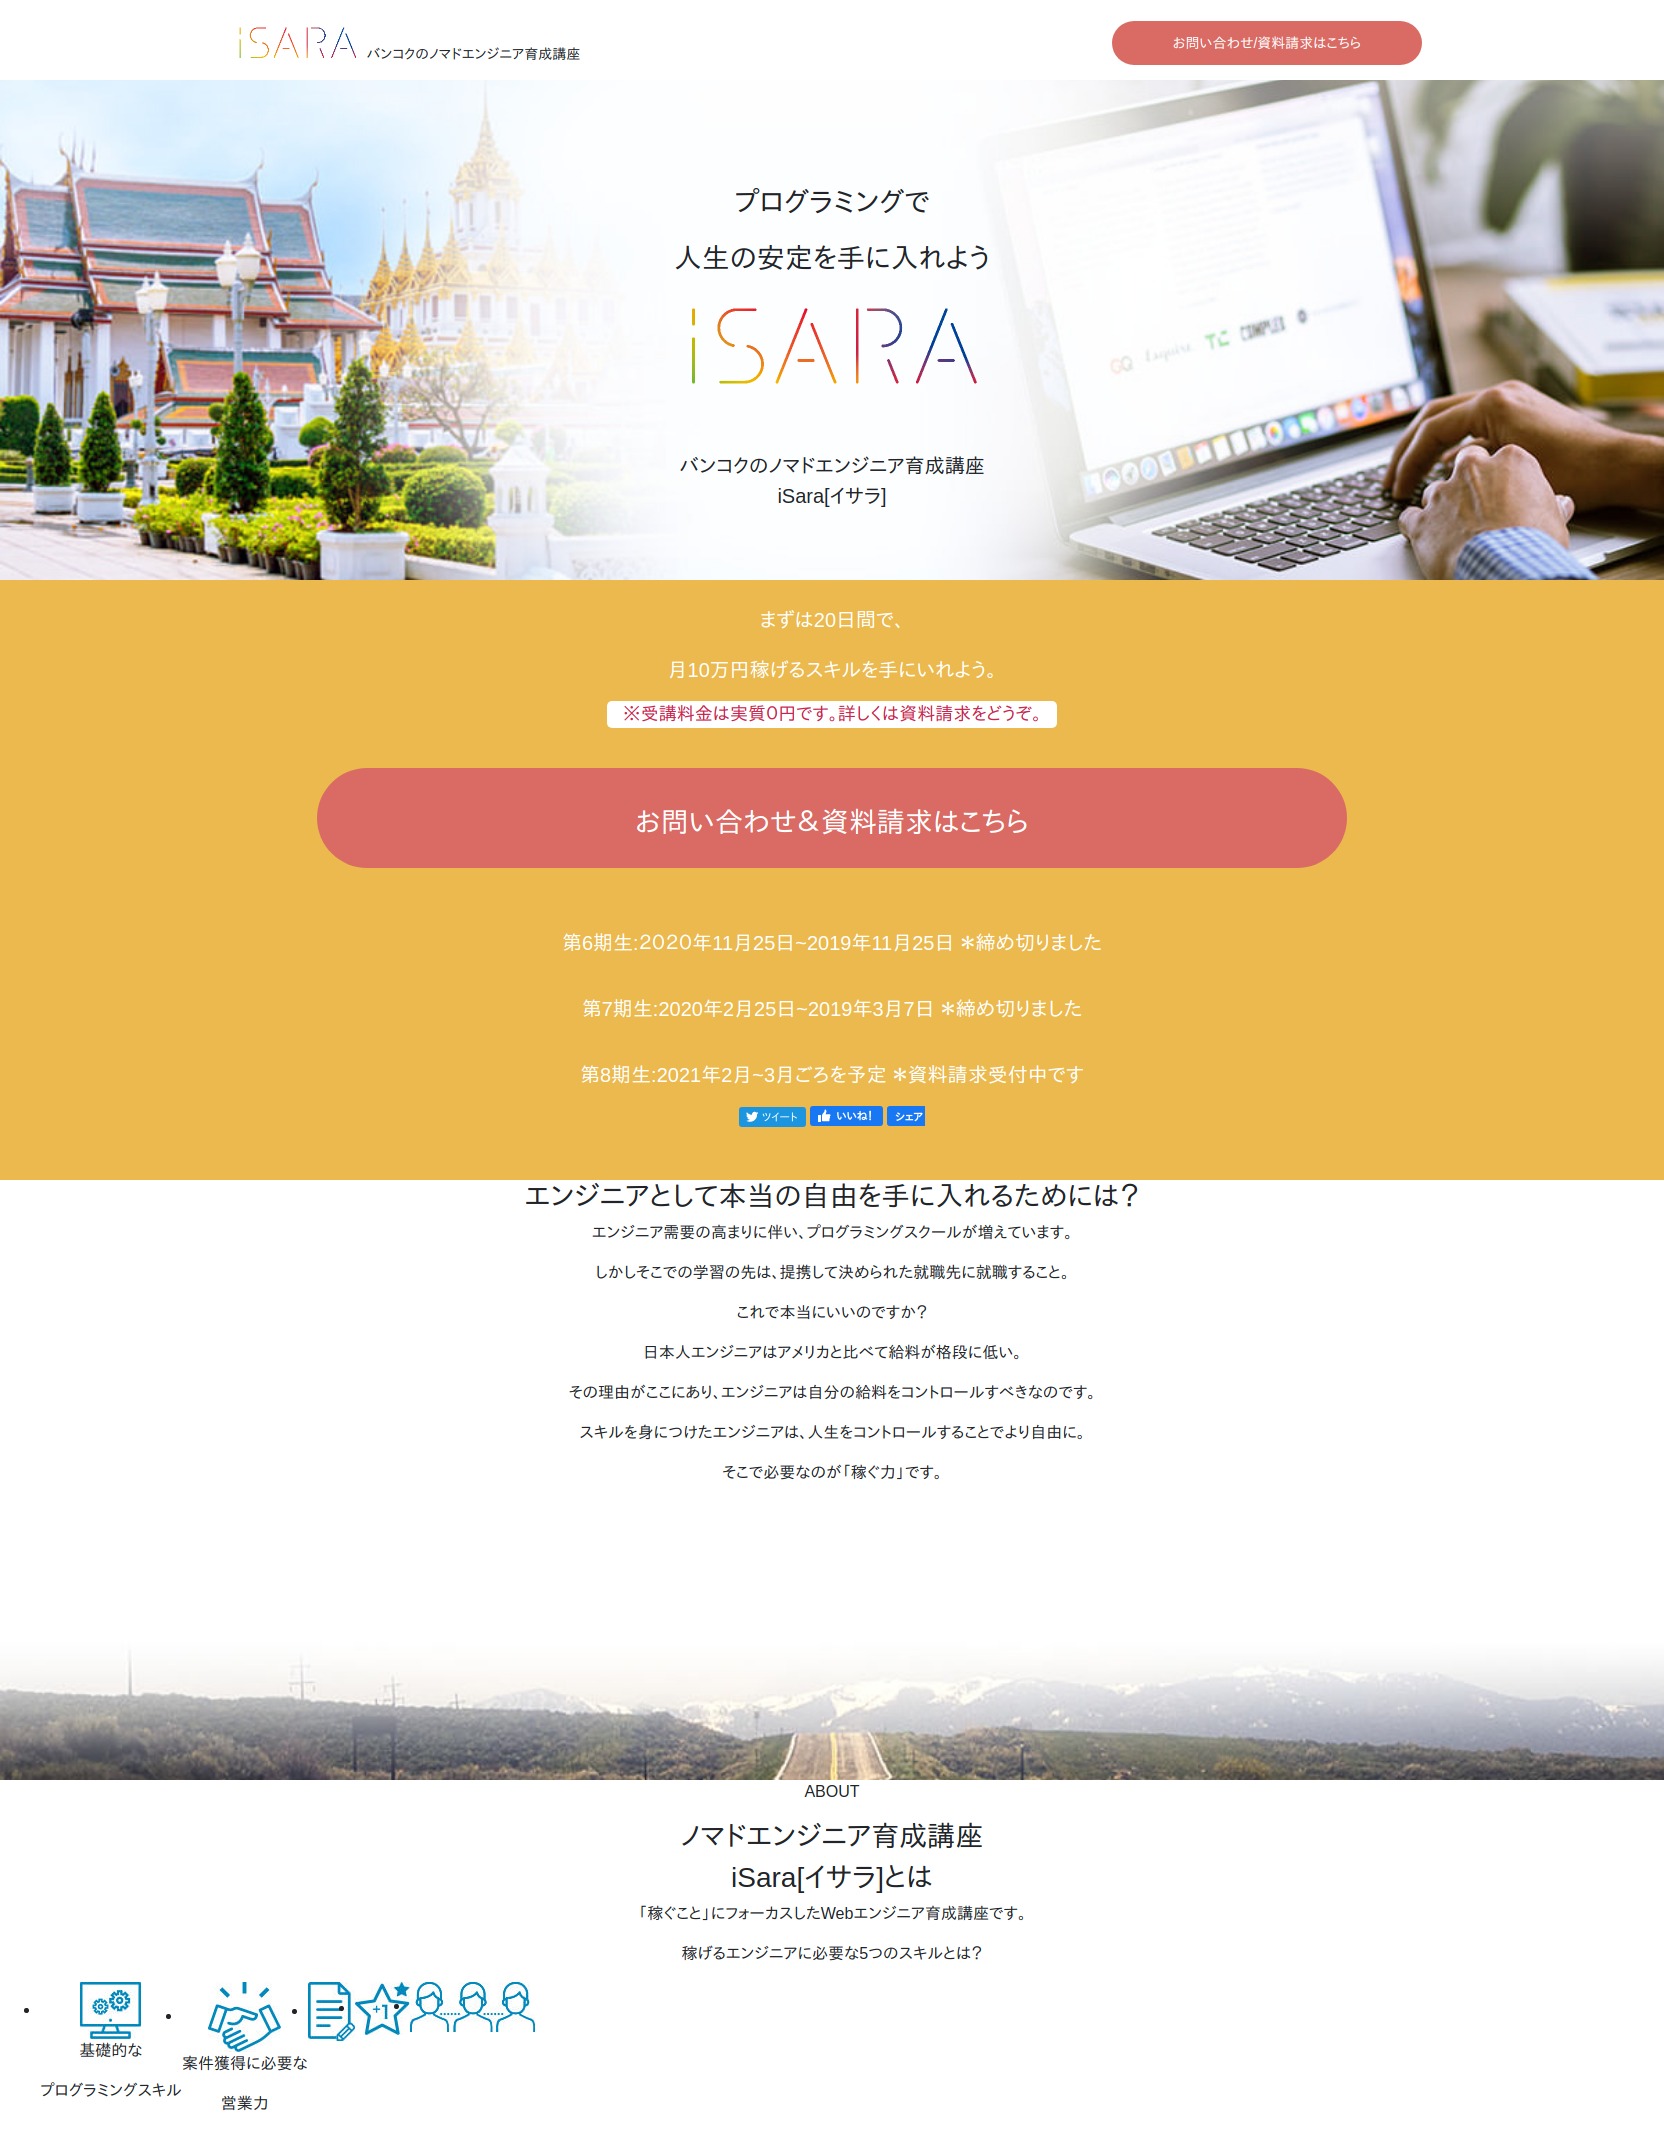 iSARA バンコクのノマドエンジニア育成講座
お問い合わせ/資料請求はこちら
プログラミングで
人生の安定を手に入れよう
iSARA
GQ Esquire TC COMPLEX
バンコクのノマドエンジニア育成講座
iSara[イサラ]
まずは20日間で、
月10万円稼げるスキルを手にいれよう。
※受講料金は実質0円です。詳しくは資料請求をどうぞ。
お問い合わせ&資料請求はこちら
第6期生:2020年11月25日~2019年11月25日 *締め切りました
第7期生:2020年2月25日~2019年3月7日 *締め切りました
第8期生:2021年2月~3月ごろを予定 *資料請求受付中です
ツイート いいね! シェア
エンジニアとして本当の自由を手に入れるためには?
エンジニア需要の高まりに伴い、プログラミングスクールが増えています。
しかしそこでの学習の先は、提携して決められた就職先に就職すること。
これで本当にいいのですか?
日本人エンジニアはアメリカと比べて給料が格段に低い。
その理由がここにあり、エンジニアは自分の給料をコントロールすべきなのです。
スキルを身につけたエンジニアは、人生をコントロールすることでより自由に。
そこで必要なのが「稼ぐ力」です。
ABOUT
ノマドエンジニア育成講座
iSara[イサラ]とは
「稼ぐこと」にフォーカスしたWebエンジニア育成講座です。
稼げるエンジニアに必要な5つのスキルとは?
+1
基礎的な
プログラミングスキル
案件獲得に必要な
営業力